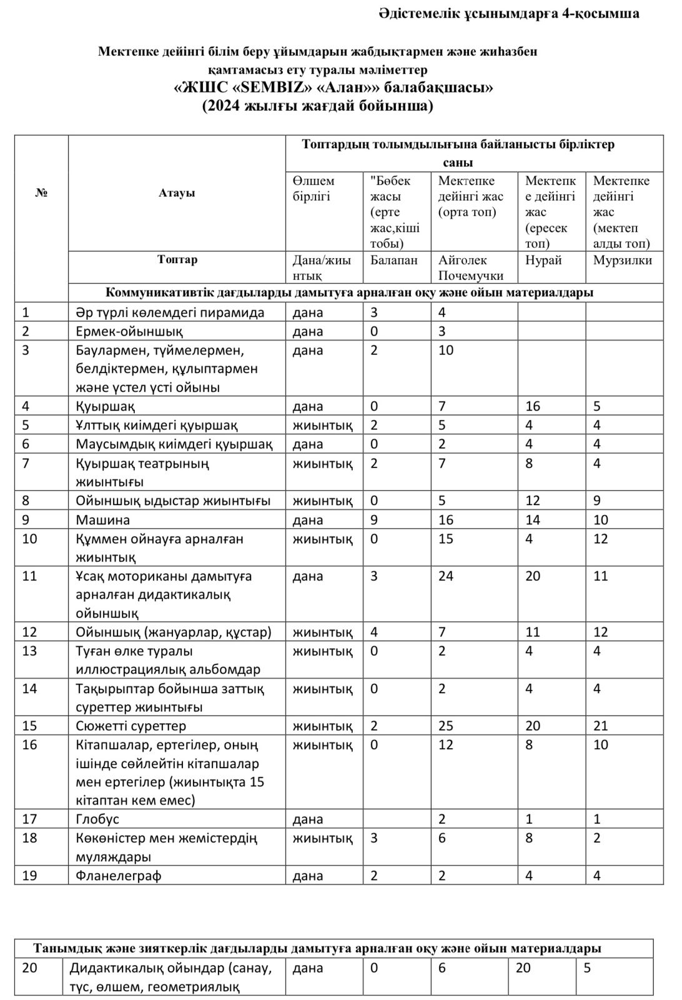 Әдістемелік ұсынымдарға 4-қосымша
Мектепке дейінгі білім беру ұйымдарын жабдықтармен және жиһазбен
қамтамасыз ету туралы мәліметтер
«ЖШС «SEMBIZ» «Алан»» балабақшасы»
(2024 жылғы жағдай бойынша)
№
Атауы
Топтардың толымдылығына байланысты бірліктер
саны
Өлшем
бірлігі
"Бөбек
жасы
(ерте
жас,кіші
тобы)
Мектепке
дейінгі жас
(орта топ)
Мектепк
е дейінгі
жас
(ересек
топ)
Мектепке
дейінгі
жас
(мектеп
алды топ)
Топтар
Дана/жиы
нтық
Балапан
Айголек
Почемучки
Нурай
Мурзилки
Коммуникативтік дағдыларды дамытуға арналған оқу және ойын материалдары
1 Әр түрлі көлемдегі пирамида дана 3 4
2 Ермек-ойыншық дана 0 3
3 Баулармен, түймелермен, дана 2 10
белдіктермен, құлыптармен
және үстел үсті ойыны
4 Қуыршақ дана 0 7 16 5
5 Ұлттық киімдегі қуыршақ жиынтық 2 5 4 4
6 Маусымдық киімдегі қуыршақ дана 0 2 4 4
7 Қуыршақ театрының жиынтық 2 7 8 4
жиынтығы
8 Ойыншық ыдыстар жиынтығы жиынтық 0 5 12 9
9 Машина дана 9 16 14 10
10 Құммен ойнауға арналған жиынтық 0 15 4 12
жиынтық
11 Ұсақ моториканы дамытуға дана 3 24 20 11
арналған дидактикалық
ойыншық
12 Ойыншық (жануарлар, құстар) жиынтық 4 7 11 12
13 Туған өлке туралы жиынтық 0 2 4 4
иллюстрациялық альбомдар
14 Тақырыптар бойынша заттық жиынтық 0 2 4 4
суреттер жиынтығы
15 Сюжетті суреттер жиынтық 2 25 20 21
16 Кітапшалар, ертегілер, оның жиынтық 0 12 8 10
ішінде сөйлейтін кітапшалар
мен ертегілер (жиынтықта 15
кітаптан кем емес)
17 Глобус дана 2 1 1
18 Көкөністер мен жемістердің жиынтық 3 6 8 2
муляждары
19 Фланелеграф дана 2 2 4 4
Танымдық және зияткерлік дағдыларды дамытуға арналған оқу және ойын материалдары
20 Дидактикалық ойындар (санау, дана 0 6 20 5
түс, өлшем, геометриялық